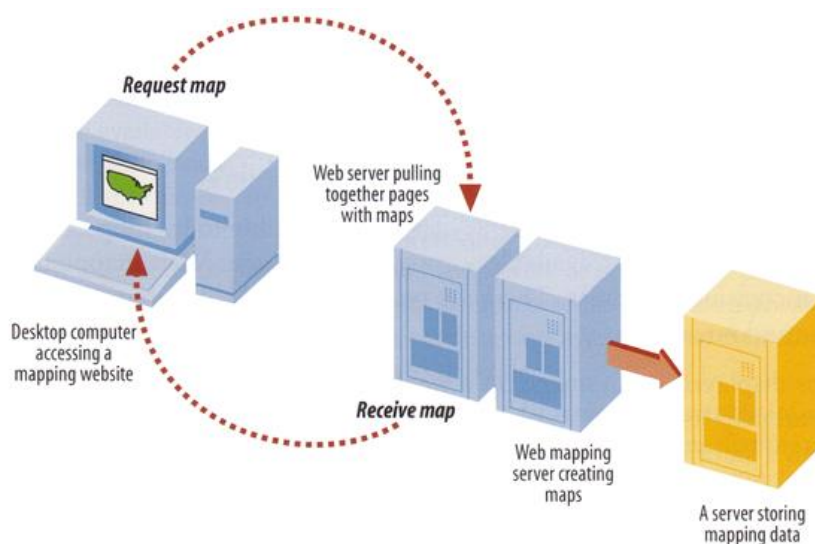 Request map
Web server pulling
together pages
with maps
Desktop computer
accessing a
mapping website
Receive map
Web mapping
server creating
maps
A server storing
mapping data